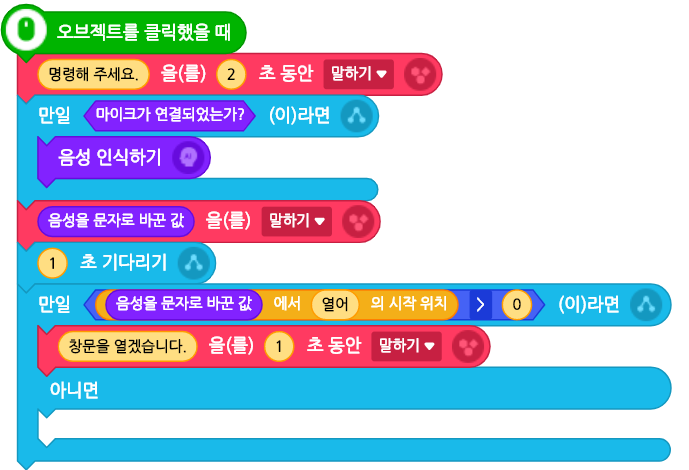 오브젝트를 클릭했을 때
명령해 주세요. 을(를) 2 초 동안 말하기
만일 마이크가 연결되었는가? (이)라면
음성 인식하기
음성을 문자로 바꾼 값 을(를) 말하기
1 초 기다리기
만일 음성을 문자로 바꾼 값 에서 열어 의 시작 위치 > 0 (이)라면
창문을 열겠습니다. 을(를) 1 초 동안 말하기
아니면